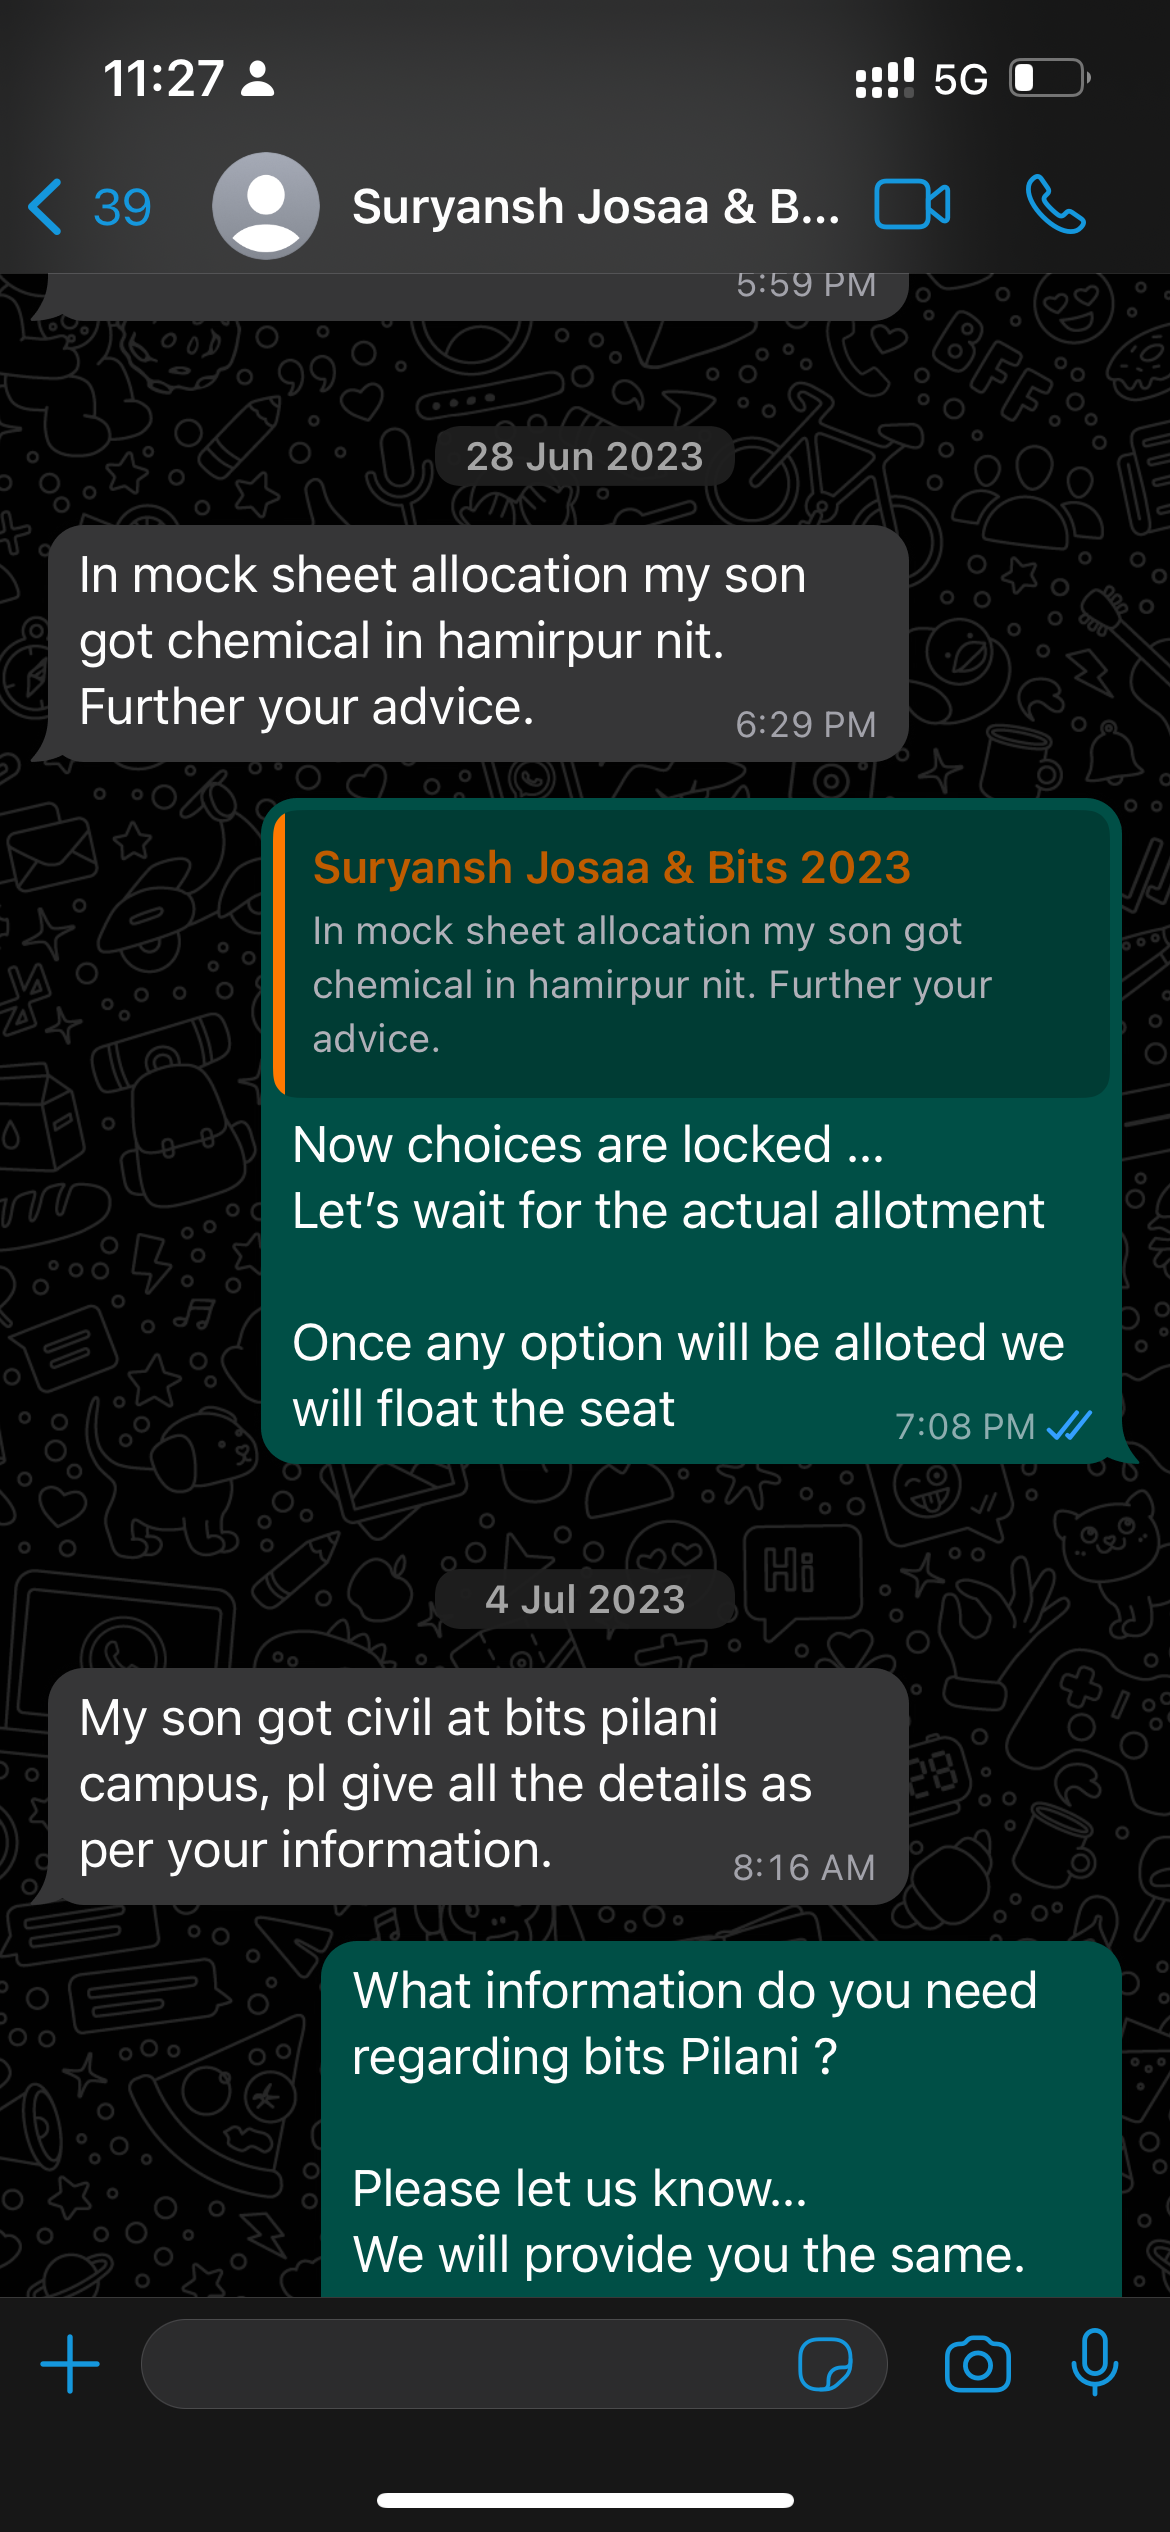 11:27
5G
39
Suryansh Josaa & B...
5:59 PM
28 Jun 2023
In mock sheet allocation my son
got chemical in hamirpur nit.
Further your advice.
6:29 PM
Suryansh Josaa & Bits 2023
In mock sheet allocation my son got
chemical in hamirpur nit. Further your
advice.
Now choices are locked ...
Let’s wait for the actual allotment
Once any option will be alloted we
will float the seat
7:08 PM
4 Jul 2023
My son got civil at bits pilani
campus, pl give all the details as
per your information.
8:16 AM
What information do you need
regarding bits Pilani ?
Please let us know...
We will provide you the same.
BFF
Hi
28